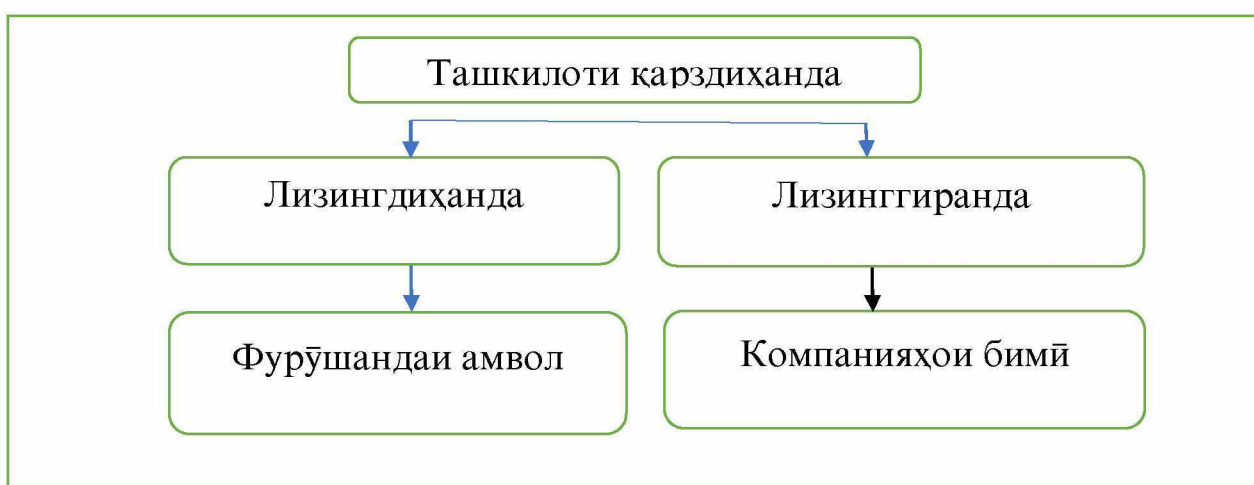 Ташкилоти қарздиҳанда
Лизингдиҳанда
Лизинггиранда
Фурӯшандаи амвол
Компанияҳои бимӣ